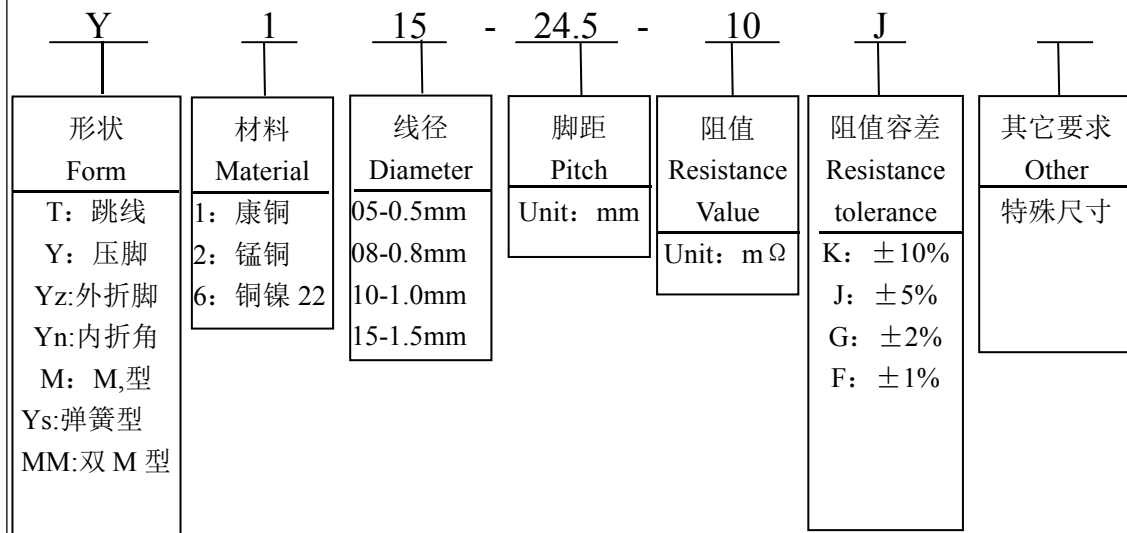 Y 1 15 - 24.5 - 10 J
形状
Form
T：跳线
Y：压脚
Yz:外折脚
Yn:内折角
M：M,型
Ys:弹簧型
MM:双 M 型
材料
Material
1：康铜
2：锰铜
6：铜镍 22
线径
Diameter
05-0.5mm
08-0.8mm
10-1.0mm
15-1.5mm
脚距
Pitch
Unit：mm
阻值
Resistance
Value
Unit：mΩ
阻值容差
Resistance
tolerance
K：±10%
J：±5%
G：±2%
F：±1%
其它要求
Other
特殊尺寸